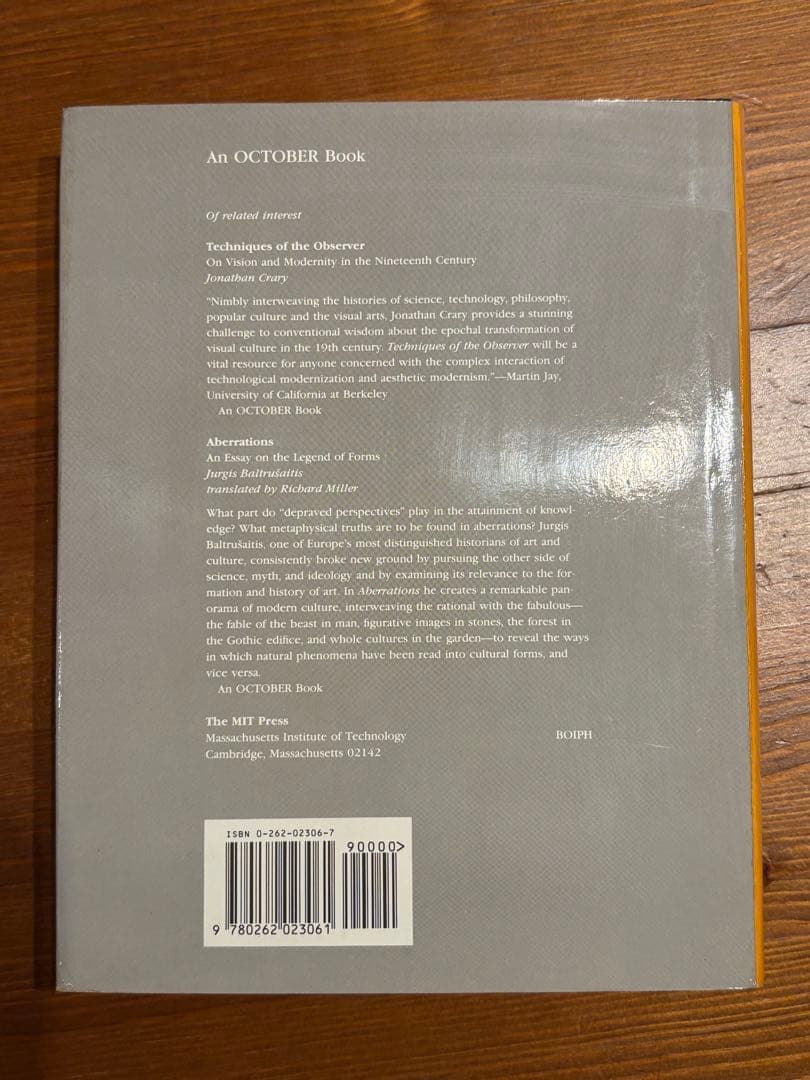 An OCTOBER Book
Of related interest
Techniques of the Observer
On Vision and Modernity in the Nineteenth Century
Jonathan Crary
“Nimbly interweaving the histories of science, technology, philosophy,
popular culture and the visual arts, Jonathan Crary provides a stunning
challenge to conventional wisdom about the epochal transformation of
visual culture in the 19th century. Techniques of the Observer will be a
vital resource for anyone concerned with the complex interaction of
technological modernization and aesthetic modernism.”—Martin Jay,
University of California at Berkeley
An OCTOBER Book
Aberrations
An Essay on the Legend of Forms
Jurgis Baltrušaitis
translated by Richard Miller
What part do “depraved perspectives” play in the attainment of knowl-
edge? What metaphysical truths are to be found in aberrations? Jurgis
Baltrušaitis, one of Europe's most distinguished historians of art and
culture, consistently broke new ground by pursuing the other side of
science, myth, and ideology and by examining its relevance to the for-
mation and history of art. In Aberrations he creates a remarkable pan-
orama of modern culture, interweaving the rational with the fabulous—
the fable of the beast in man, figurative images in stones, the forest in
the Gothic edifice, and whole cultures in the garden—to reveal the ways
in which natural phenomena have been read into cultural forms, and
vice versa.
An OCTOBER Book
The MIT Press
Massachusetts Institute of Technology
Cambridge, Massachusetts 02142
BOIPH
ISBN 0-262-02306-7
90000>
9 780262 023061